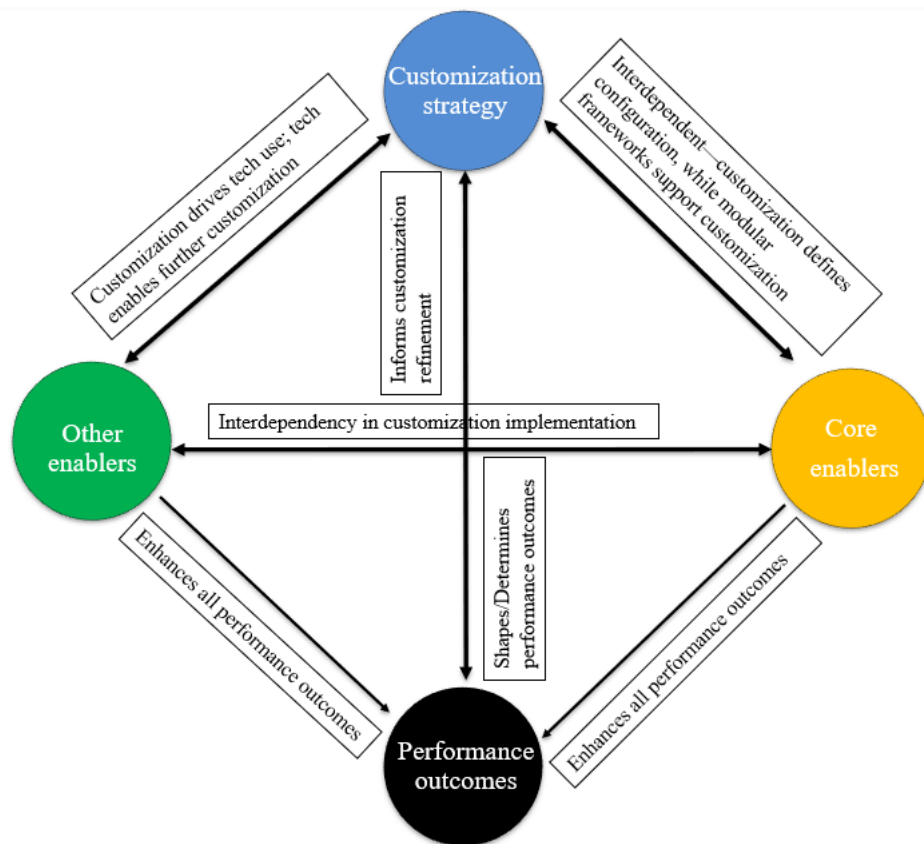 Customization
strategy
Customization drives tech use; tech
enables further customization
Interdependent—customization defines
configuration, while modular
frameworks support customization
Informs customization
refinement
Other
enablers
Interdependency in customization implementation
Core
enablers
Shapes/Determines
performance outcomes
Enhances all performance outcomes
Enhances all performance outcomes
Performance
outcomes